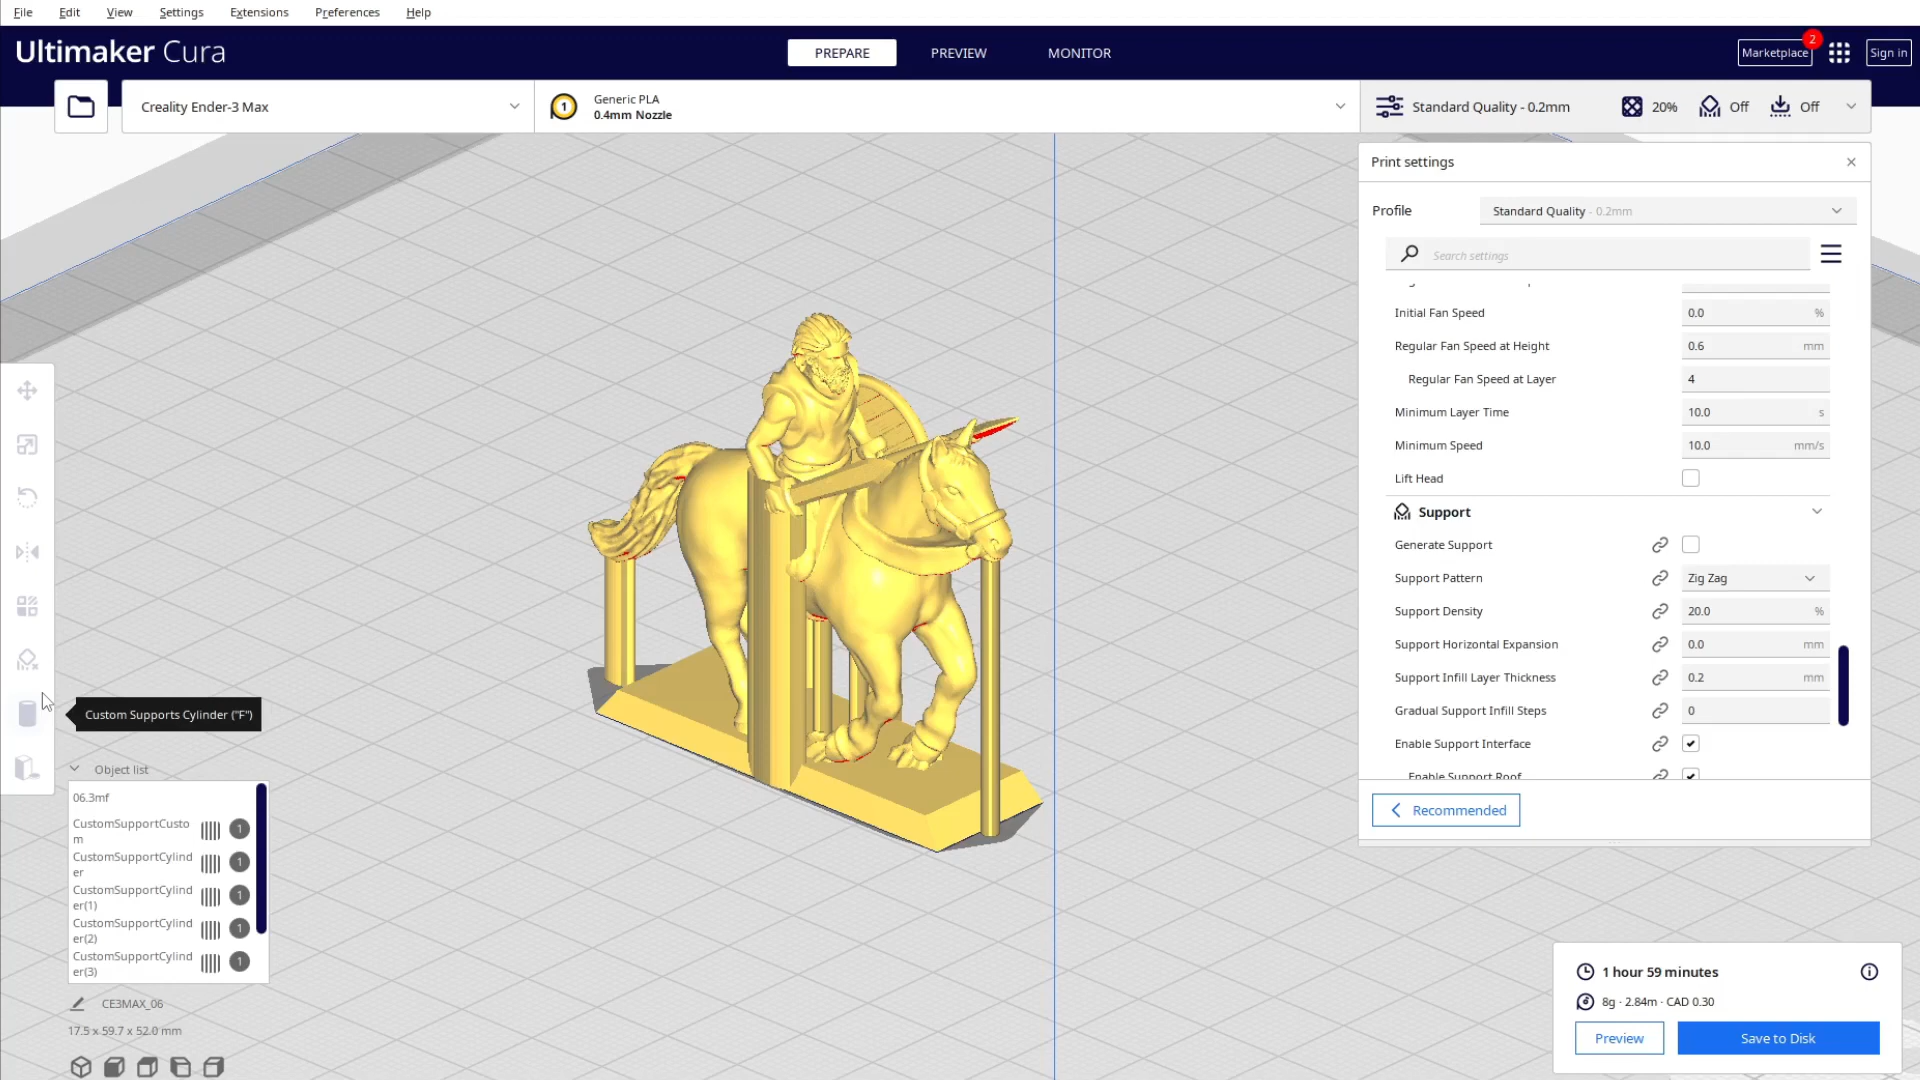 File Edit View Settings Extensions Preferences Help
Ultimaker Cura
PREPARE
PREVIEW
MONITOR
Marketplace
2
Sign in
Creality Ender-3 Max
1
Generic PLA
0.4mm Nozzle
Standard Quality - 0.2mm
20%
Off
Off
Print settings
Profile
Standard Quality - 0.2mm
Search settings
Initial Fan Speed 0.0 %
Regular Fan Speed at Height 0.6 mm
Regular Fan Speed at Layer 4
Minimum Layer Time 10.0 s
Minimum Speed 10.0 mm/s
Lift Head
Support
Generate Support
Support Pattern Zig Zag
Support Density 20.0 %
Support Horizontal Expansion 0.0 mm
Support Infill Layer Thickness 0.2 mm
Gradual Support Infill Steps 0
Enable Support Interface
Enable Support Roof
Recommended
Custom Supports Cylinder ("F")
Object list
06.3mf
CustomSupportCusto
m
1
CustomSupportCylind
er
1
CustomSupportCylind
er(1)
1
CustomSupportCylind
er(2)
1
CustomSupportCylind
er(3)
1
CE3MAX_06
17.5 x 59.7 x 52.0 mm
1 hour 59 minutes
8g · 2.84m · CAD 0.30
Preview
Save to Disk